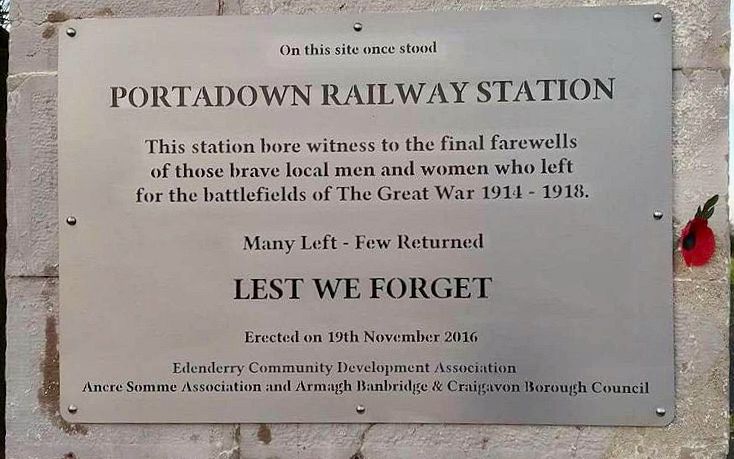 On this site once stood
PORTADOWN RAILWAY STATION
This station bore witness to the final farewells
of those brave local men and women who left
for the battlefields of The Great War 1914 - 1918.
Many Left - Few Returned
LEST WE FORGET
Erected on 19th November 2016
Edenderry Community Development Association
Ancre Somme Association and Armagh Banbridge & Craigavon Borough Council